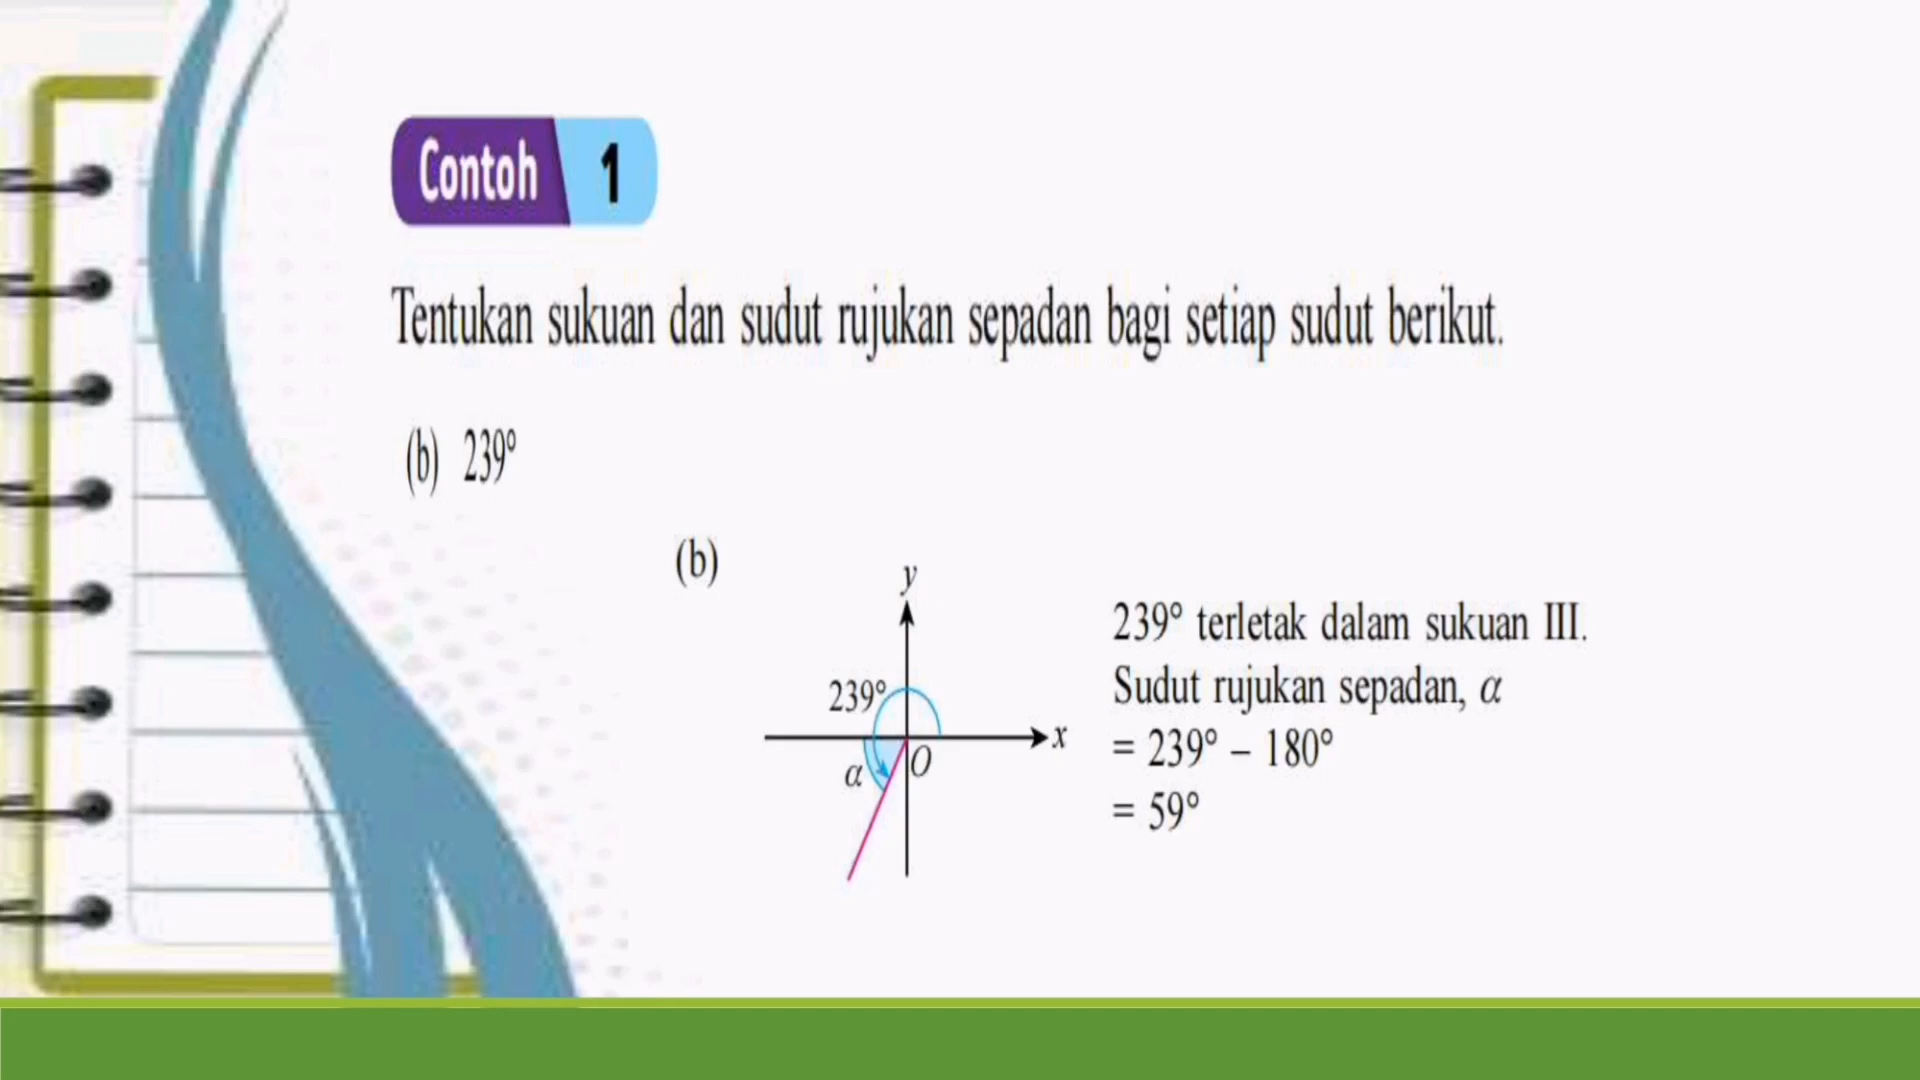 Contoh 1
Tentukan sukuan dan sudut rujukan sepadan bagi setiap sudut berikut.
(b) 239°
(b)
y
239°
x
α
O
239° terletak dalam sukuan III.
Sudut rujukan sepadan, α
= 239° – 180°
= 59°